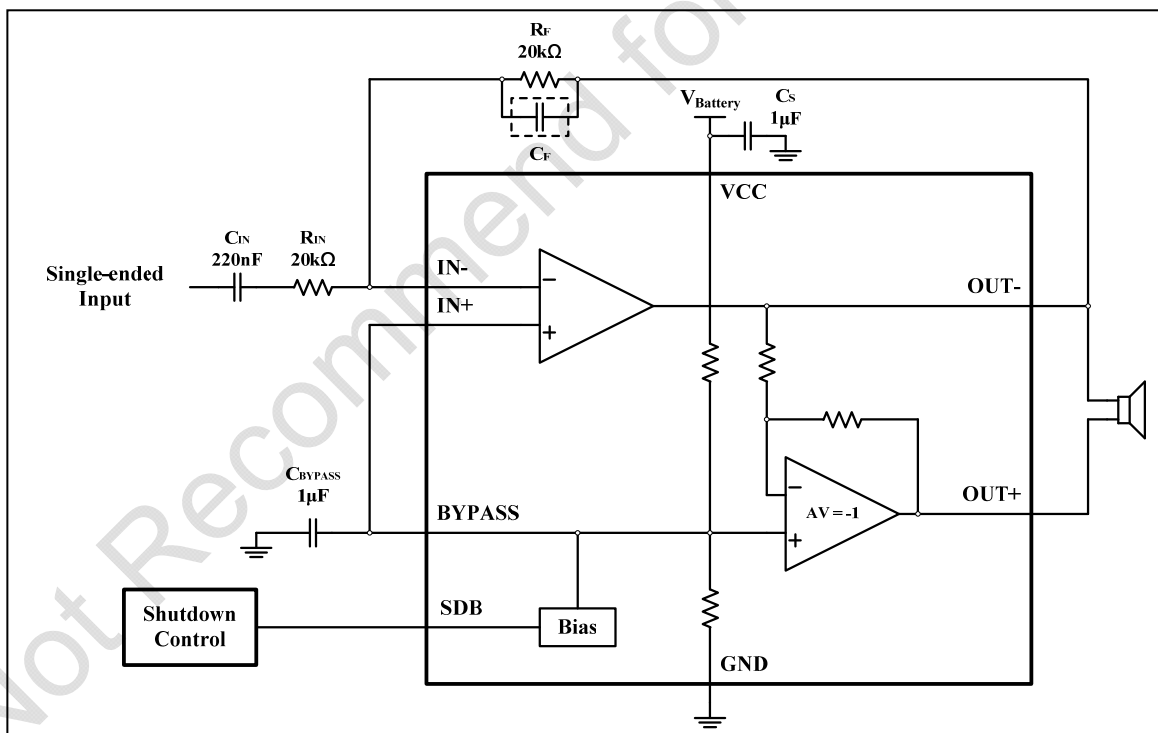 Not Recommend for
RF
20kΩ
CF
VBattery
CS
1µF
VCC
CIN
220nF
RIN
20kΩ
Single-ended
Input
IN-
IN+
−
+
OUT-
CBYPASS
1µF
BYPASS
−
AV = -1
+
OUT+
Shutdown
Control
SDB
Bias
GND